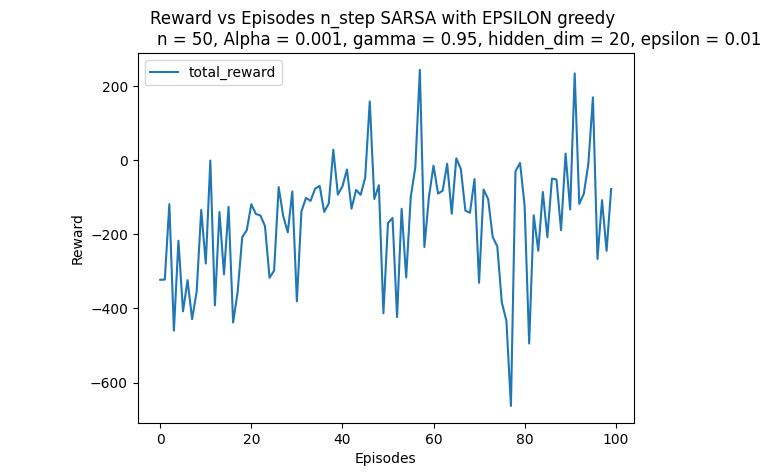 Reward vs Episodes n_step SARSA with EPSILON greedy
n = 50, Alpha = 0.001, gamma = 0.95, hidden_dim = 20, epsilon = 0.01
total_reward
200
0
−200
−400
−600
Reward
0 20 40 60 80 100
Episodes